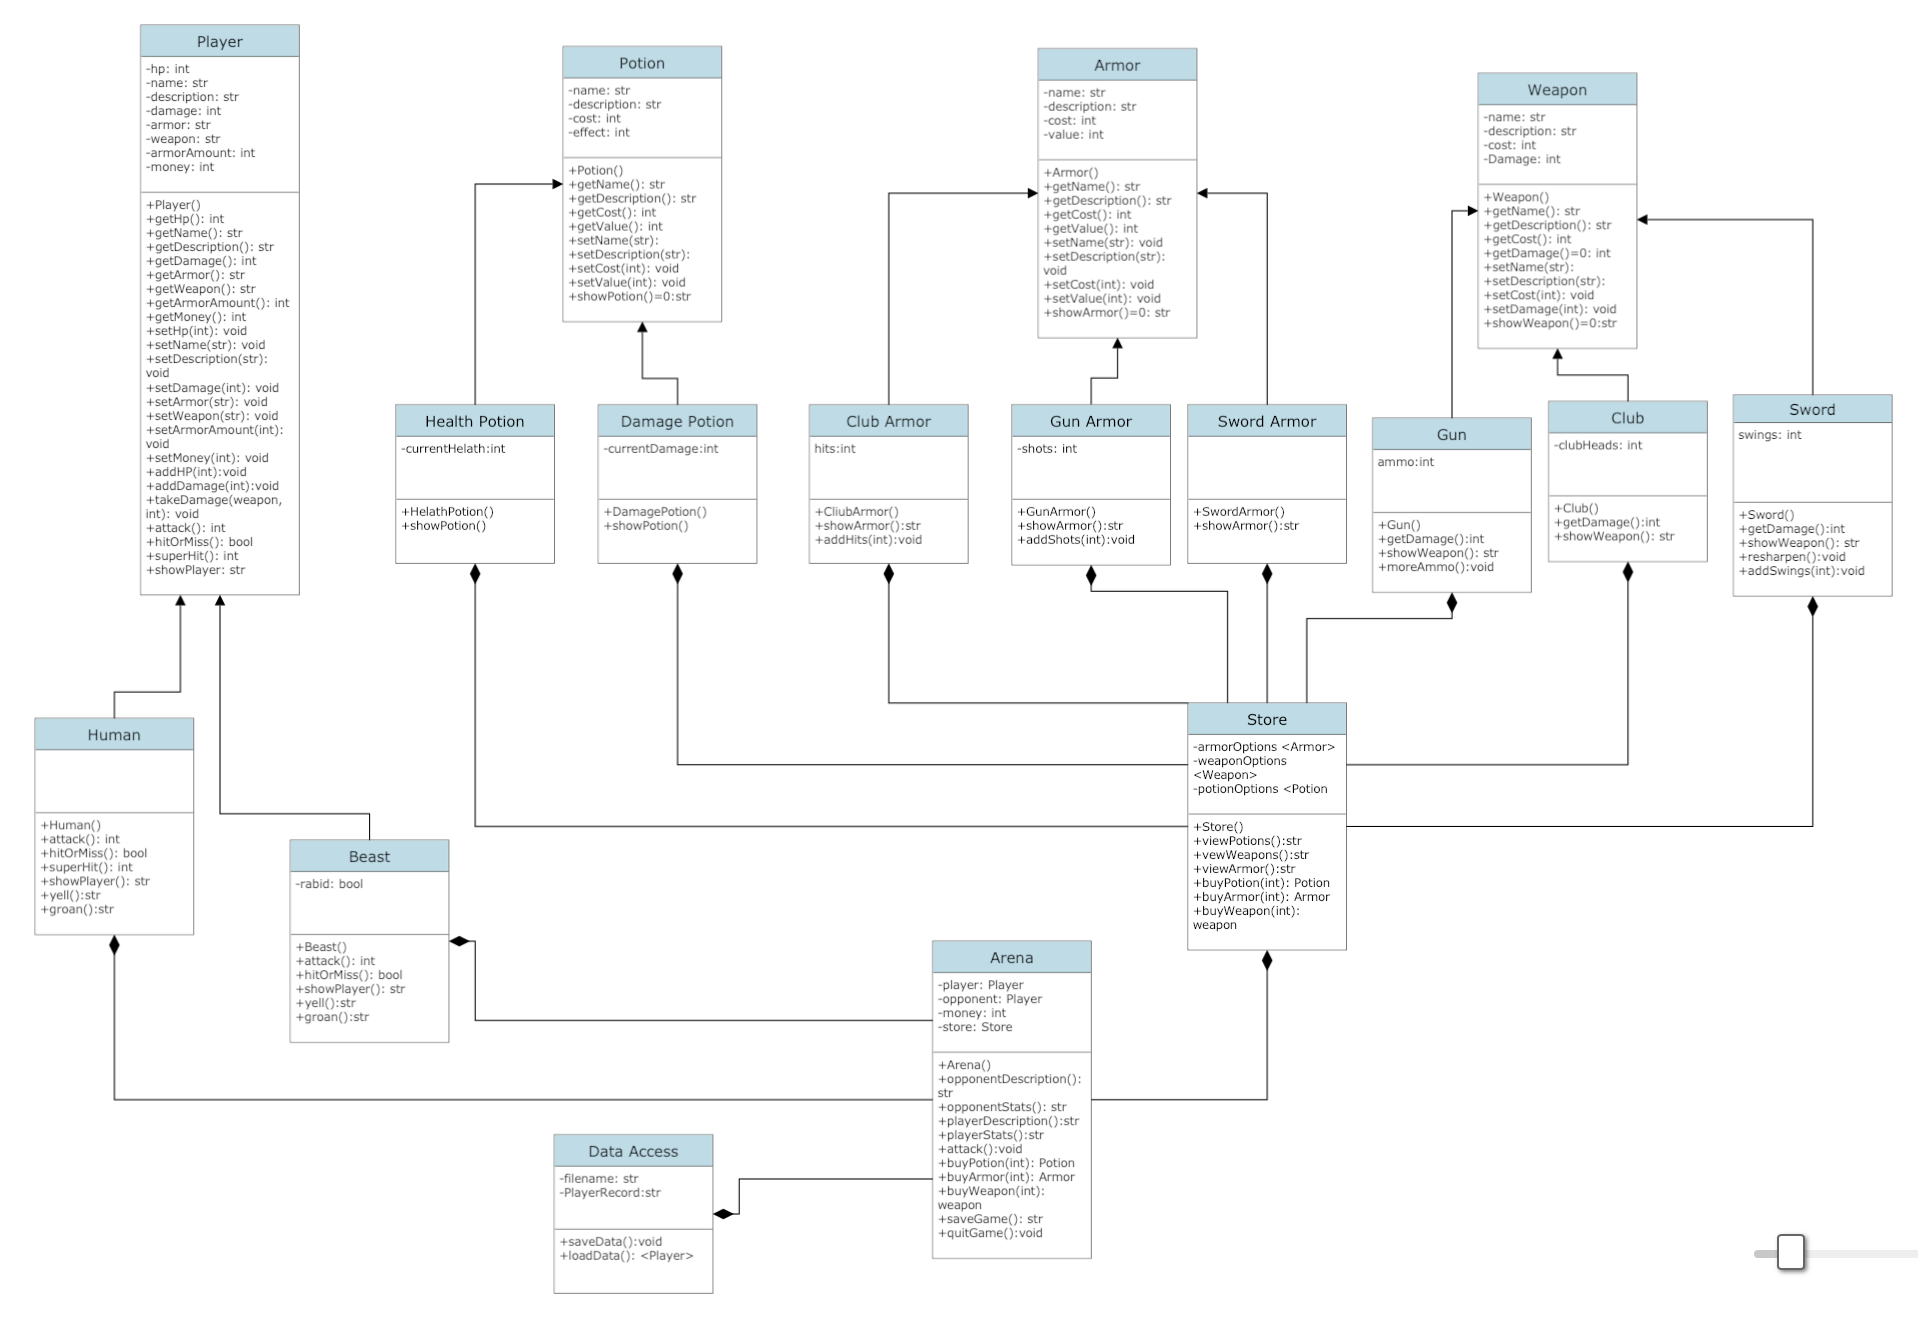 Player
-hp: int
-name: str
-description: str
-damage: int
-armor: str
-weapon: str
-armorAmount: int
-money: int
+Player()
+getHp(): int
+getName(): str
+getDescription(): str
+getDamage(): int
+getArmor(): str
+getWeapon(): str
+getArmorAmount(): int
+getMoney(): int
+setHp(int): void
+setName(str): void
+setDescription(str):
void
+setDamage(int): void
+setArmor(str): void
+setWeapon(str): void
+setArmorAmount(int):
void
+setMoney(int): void
+addHP(int):void
+addDamage(int):void
+takeDamage(weapon,
int): void
+attack(): int
+hitOrMiss(): bool
+superHit(): int
+showPlayer: str
Potion
-name: str
-description: str
-cost: int
-effect: int
+Potion()
+getName(): str
+getDescription(): str
+getCost(): int
+getValue(): int
+setName(str):
+setDescription(str):
+setCost(int): void
+setValue(int): void
+showPotion()=0:str
Armor
-name: str
-description: str
-cost: int
-value: int
+Armor()
+getName(): str
+getDescription(): str
+getCost(): int
+getValue(): int
+setName(str): void
+setDescription(str):
void
+setCost(int): void
+setValue(int): void
+showArmor()=0: str
Weapon
-name: str
-description: str
-cost: int
-Damage: int
+Weapon()
+getName(): str
+getDescription(): str
+getCost(): int
+getDamage()=0: int
+setName(str):
+setDescription(str):
+setCost(int): void
+setDamage(int): void
+showWeapon()=0:str
Health Potion
-currentHelath:int
+HelathPotion()
+showPotion()
Damage Potion
-currentDamage:int
+DamagePotion()
+showPotion()
Club Armor
hits:int
+CliubArmor()
+showArmor():str
+addHits(int):void
Gun Armor
-shots: int
+GunArmor()
+showArmor():str
+addShots(int):void
Sword Armor
+SwordArmor()
+showArmor():str
Gun
ammo:int
+Gun()
+getDamage():int
+showWeapon(): str
+moreAmmo():void
Club
-clubHeads: int
+Club()
+getDamage():int
+showWeapon(): str
Sword
swings: int
+Sword()
+getDamage():int
+showWeapon(): str
+resharpen():void
+addSwings(int):void
Human
+Human()
+attack(): int
+hitOrMiss(): bool
+superHit(): int
+showPlayer(): str
+yell():str
+groan():str
Beast
-rabid: bool
+Beast()
+attack(): int
+hitOrMiss(): bool
+showPlayer(): str
+yell():str
+groan():str
Store
-armorOptions <Armor>
-weaponOptions
<Weapon>
-potionOptions <Potion
+Store()
+viewPotions():str
+vewWeapons():str
+viewArmor():str
+buyPotion(int): Potion
+buyArmor(int): Armor
+buyWeapon(int):
weapon
Arena
-player: Player
-opponent: Player
-money: int
-store: Store
+Arena()
+opponentDescription():
str
+opponentStats(): str
+playerDescription():str
+playerStats():str
+attack():void
+buyPotion(int): Potion
+buyArmor(int): Armor
+buyWeapon(int):
weapon
+saveGame(): str
+quitGame():void
Data Access
-filename: str
-PlayerRecord:str
+saveData():void
+loadData(): <Player>